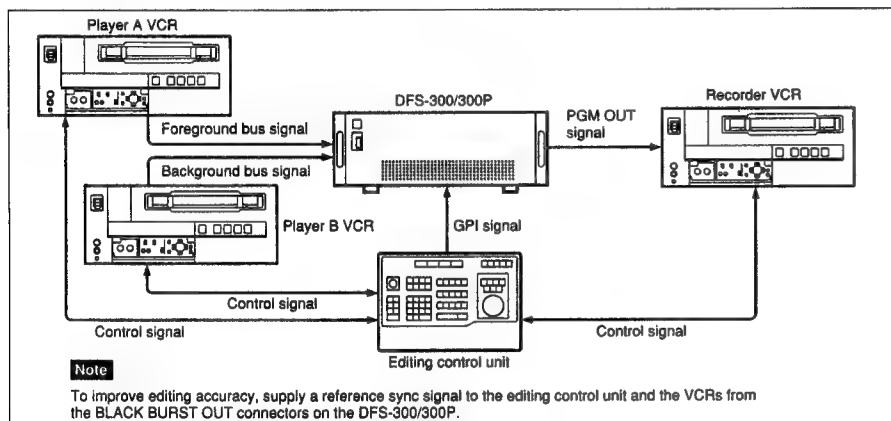 Player A VCR
DFS-300/300P
Recorder VCR
PGM OUT
signal
Foreground bus signal
Background bus signal
Player B VCR
GPI signal
Control signal
Control signal
Control signal
Editing control unit
Note
To improve editing accuracy, supply a reference sync signal to the editing control unit and the VCRs from
the BLACK BURST OUT connectors on the DFS-300/300P.